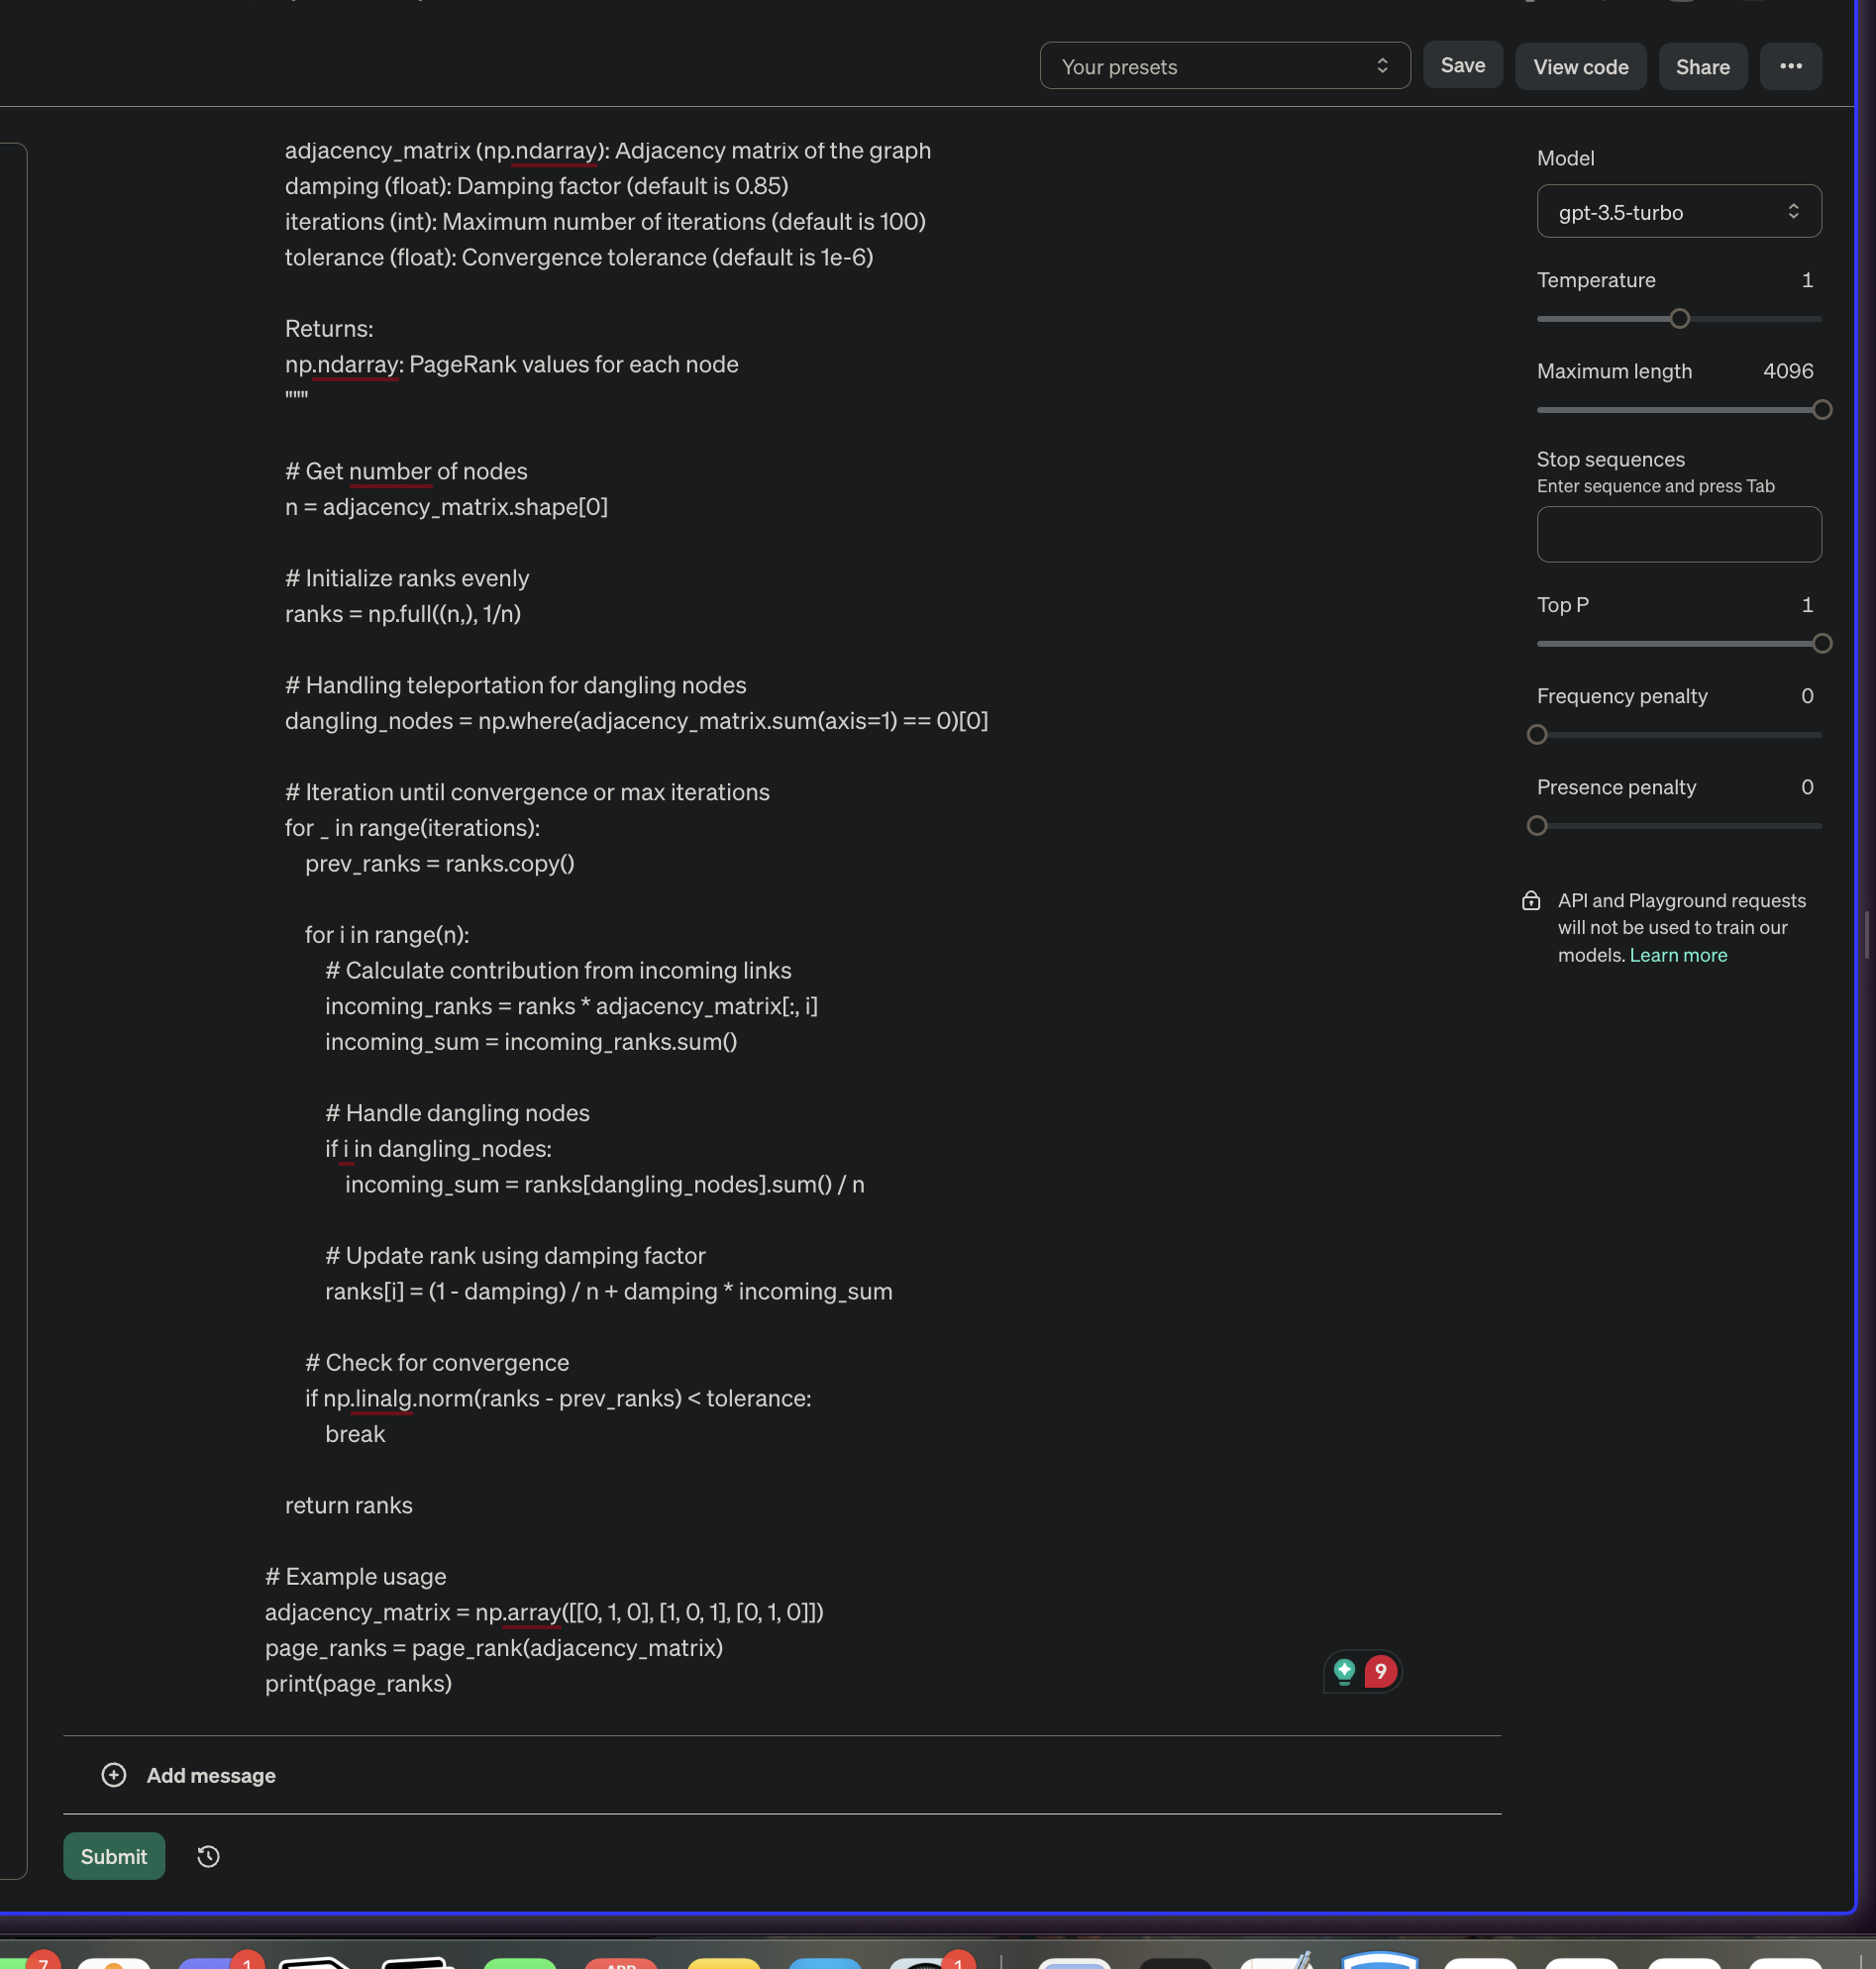 Your presets
Save
View code
Share
adjacency_matrix (np.ndarray): Adjacency matrix of the graph
damping (float): Damping factor (default is 0.85)
iterations (int): Maximum number of iterations (default is 100)
tolerance (float): Convergence tolerance (default is 1e-6)
Returns:
np.ndarray: PageRank values for each node
"""
# Get number of nodes
n = adjacency_matrix.shape[0]
# Initialize ranks evenly
ranks = np.full((n,), 1/n)
# Handling teleportation for dangling nodes
dangling_nodes = np.where(adjacency_matrix.sum(axis=1) == 0)[0]
# Iteration until convergence or max iterations
for _ in range(iterations):
prev_ranks = ranks.copy()
for i in range(n):
# Calculate contribution from incoming links
incoming_ranks = ranks * adjacency_matrix[:, i]
incoming_sum = incoming_ranks.sum()
# Handle dangling nodes
if i in dangling_nodes:
incoming_sum = ranks[dangling_nodes].sum() / n
# Update rank using damping factor
ranks[i] = (1 - damping) / n + damping * incoming_sum
# Check for convergence
if np.linalg.norm(ranks - prev_ranks) < tolerance:
break
return ranks
# Example usage
adjacency_matrix = np.array([[0, 1, 0], [1, 0, 1], [0, 1, 0]])
page_ranks = page_rank(adjacency_matrix)
print(page_ranks)
9
Add message
Submit
Model
gpt-3.5-turbo
Temperature 1
Maximum length 4096
Stop sequences
Enter sequence and press Tab
Top P 1
Frequency penalty 0
Presence penalty 0
API and Playground requests
will not be used to train our
models. Learn more
7
1
APP
1